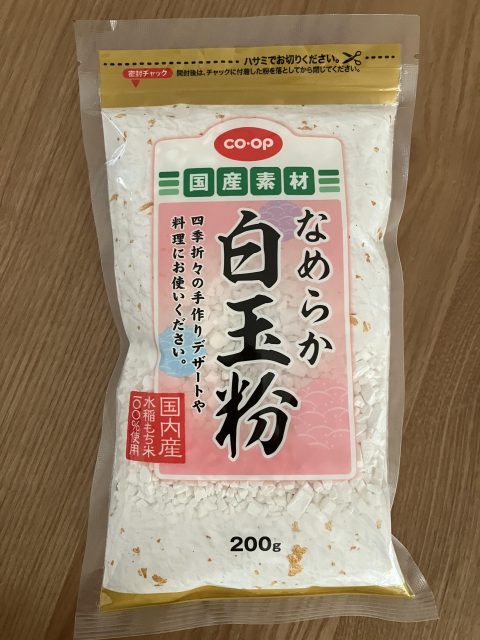 ハサミでお切りください。
密封チャック
開封後は、チャックに付着した粉を落としてから閉じてください。
CO·OP
国産素材
なめらか
白玉粉
四季折々の手作りデザートや
料理にお使いください。
国内産
水稲もち米
一〇〇%使用
200g